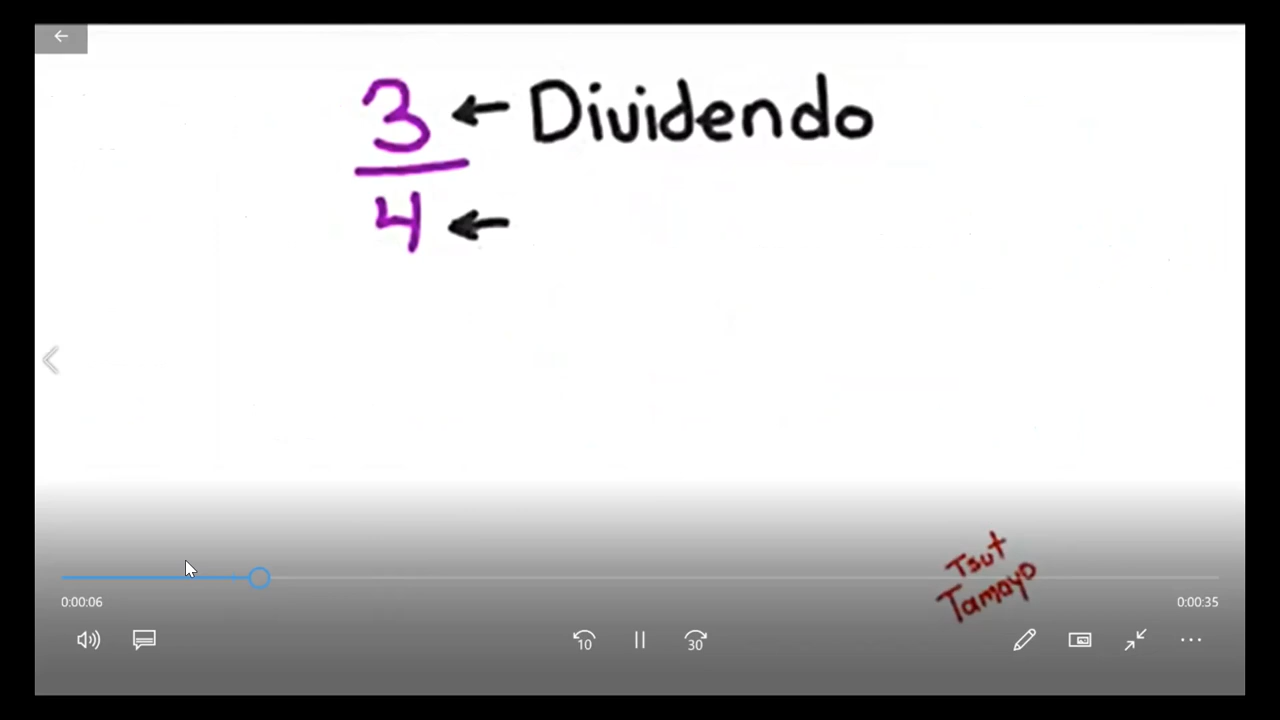 3 ← Dividendo
4 ←
Tsut
Tamayo
0:00:06
0:00:35
10
30